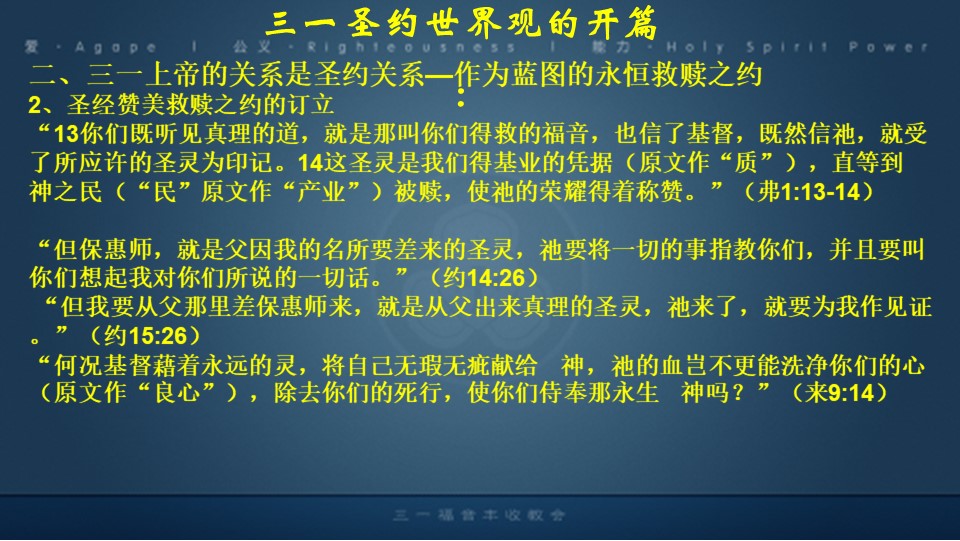 三一圣约世界观的开篇
爱·Agape | 公义·Righteousness | 能力·Holy Spirit Power
二、三一上帝的关系是圣约关系—作为蓝图的永恒救赎之约
：
2、圣经赞美救赎之约的订立
“13你们既听见真理的道，就是那叫你们得救的福音，也信了基督，既然信祂，就受
了所应许的圣灵为印记。14这圣灵是我们得基业的凭据（原文作“质”），直等到
神之民（“民”原文作“产业”）被赎，使祂的荣耀得着称赞。”（弗1:13-14）
“但保惠师，就是父因我的名所要差来的圣灵，祂要将一切的事指教你们，并且要叫
你们想起我对你们所说的一切话。”（约14:26）
“但我要从父那里差保惠师来，就是从父出来真理的圣灵，祂来了，就要为我作见证
。”（约15:26）
“何况基督藉着永远的灵，将自己无瑕无疵献给　神，祂的血岂不更能洗净你们的心
（原文作“良心”），除去你们的死行，使你们侍奉那永生　神吗？”（来9:14）
三一福音丰收教会